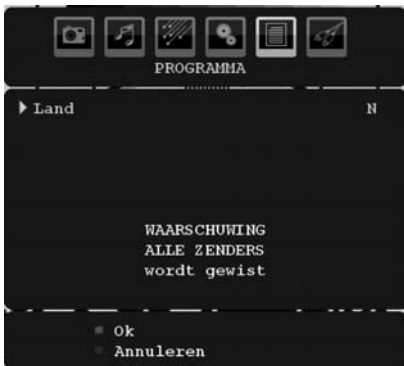 PROGRAMMA
Land N
WAARSCHUWING
ALLE ZENDERS
wordt gewist
Ok
Annuleren